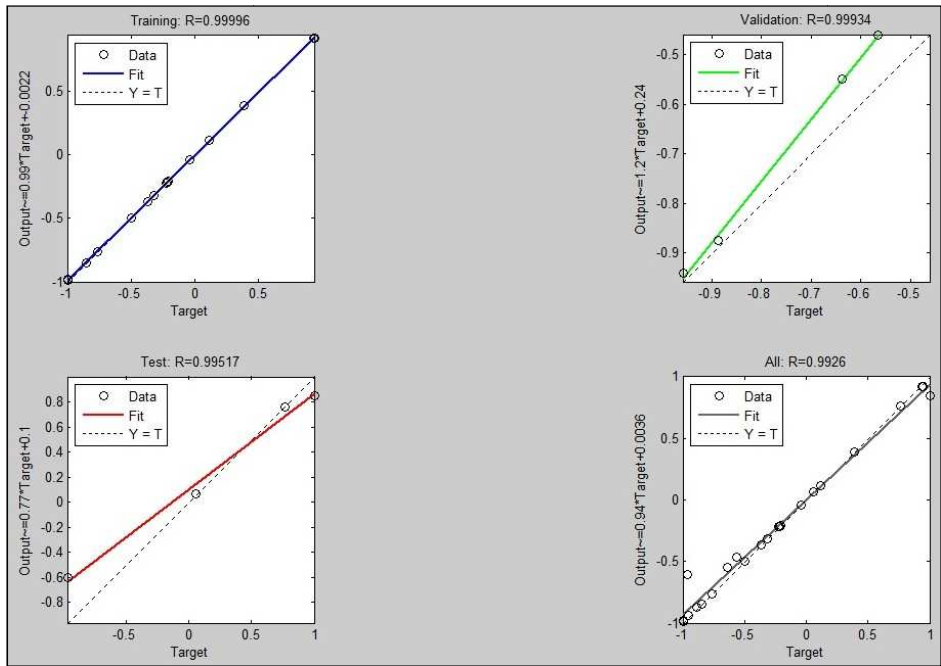 Training: R=0.99996
Data
Fit
Y = T
Output~=0.99*Target+-0.0022
0.5
0
-0.5
-1
-1
-0.5
0
0.5
Target
Validation: R=0.99934
Data
Fit
Y = T
Output~=1.2*Target+0.24
-0.5
-0.6
-0.7
-0.8
-0.9
-0.9
-0.8
-0.7
-0.6
-0.5
Target
Test: R=0.99517
Data
Fit
Y = T
Output~=0.77*Target+0.1
0.8
0.6
0.4
0.2
0
-0.2
-0.4
-0.6
-0.8
-0.5
0
0.5
1
Target
All: R=0.9926
Data
Fit
Y = T
Output~=0.94*Target+0.0036
1
0.5
0
-0.5
-1
-1
-0.5
0
0.5
1
Target